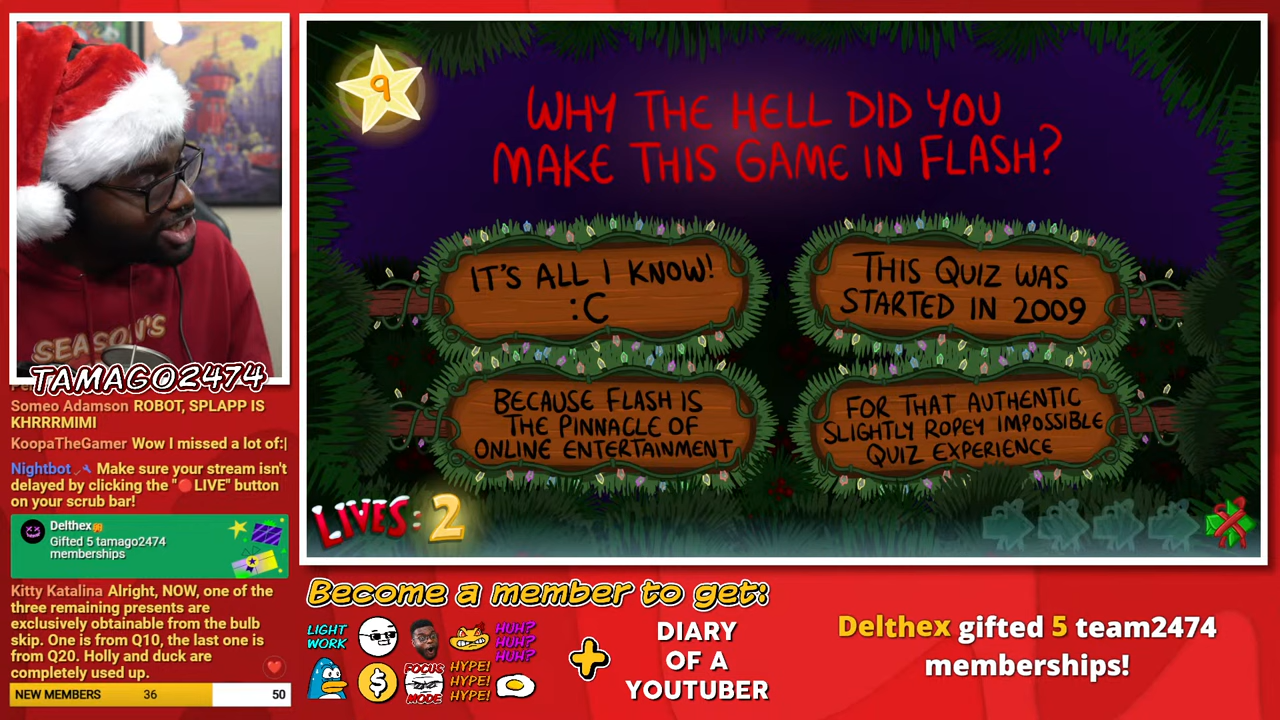 9
WHY THE HELL DID YOU
MAKE THIS GAME IN FLASH?
IT'S ALL I KNOW!
:C
THIS QUIZ WAS
STARTED IN 2009
BECAUSE FLASH IS
THE PINNACLE OF
ONLINE ENTERTAINMENT
FOR THAT AUTHENTIC
SLIGHTLY ROPEY IMPOSSIBLE
QUIZ EXPERIENCE
LIVES: 2
SEASON'S
TAMAGO2474
Someo Adamson ROBOT, SPLAPP IS
KHRRRMIMI
KoopaTheGamer Wow I missed a lot of:|
Nightbot Make sure your stream isn't
delayed by clicking the "🔴LIVE" button
on your scrub bar!
Delthex
Gifted 5 tamago2474
memberships
Kitty Katalina Alright, NOW, one of the
three remaining presents are
exclusively obtainable from the bulb
skip. One is from Q10, the last one is
from Q20. Holly and duck are
completely used up.
NEW MEMBERS 36 50
Become a member to get:
LIGHT
WORK
HUH?
HUH?
HUH?
$
FOCUS
MODE
HYPE!
HYPE!
HYPE!
+
DIARY
OF A
YOUTUBER
Delthex gifted 5 team2474
memberships!